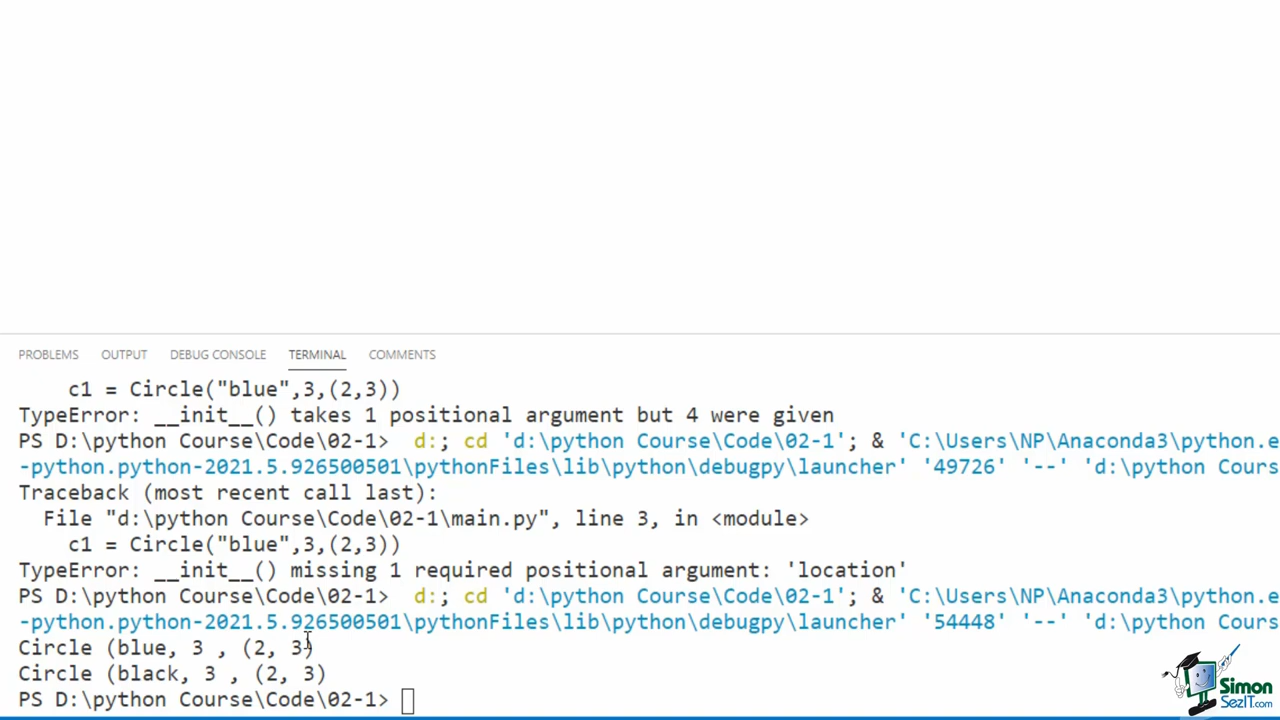 PROBLEMS OUTPUT DEBUG CONSOLE TERMINAL COMMENTS
c1 = Circle("blue",3,(2,3))
TypeError: __init__() takes 1 positional argument but 4 were given
PS D:\python Course\Code\02-1> d:; cd 'd:\python Course\Code\02-1'; & 'C:\Users\NP\Anaconda3\python.e
-python.python-2021.5.926500501\pythonFiles\lib\python\debugpy\launcher' '49726' '--' 'd:\python Cours
Traceback (most recent call last):
File "d:\python Course\Code\02-1\main.py", line 3, in <module>
c1 = Circle("blue",3,(2,3))
TypeError: __init__() missing 1 required positional argument: 'location'
PS D:\python Course\Code\02-1> d:; cd 'd:\python Course\Code\02-1'; & 'C:\Users\NP\Anaconda3\python.e
-python.python-2021.5.926500501\pythonFiles\lib\python\debugpy\launcher' '54448' '--' 'd:\python Cours
Circle (blue, 3 , (2, 3)
Circle (black, 3 , (2, 3)
PS D:\python Course\Code\02-1>
Simon
SezIT.com